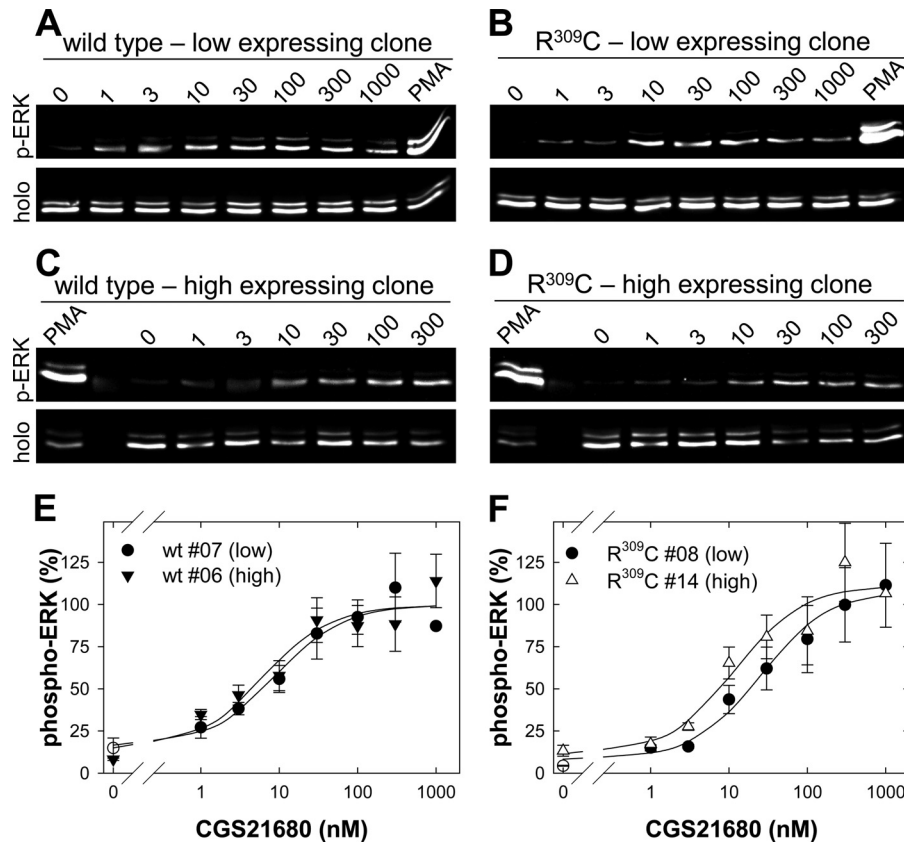 A
wild type – low expressing clone
0 1 3 10 30 100 300 1000 PMA
p-ERK
holo
B
R³⁰⁹C – low expressing clone
0 1 3 10 30 100 300 1000 PMA
C
wild type – high expressing clone
PMA 0 1 3 10 30 100 300
p-ERK
holo
D
R³⁰⁹C – high expressing clone
PMA 0 1 3 10 30 100 300
E
phospho-ERK (%)
125
100
75
50
25
0
wt #07 (low)
wt #06 (high)
0 1 10 100 1000
CGS21680 (nM)
F
phospho-ERK (%)
125
100
75
50
25
0
R³⁰⁹C #08 (low)
R³⁰⁹C #14 (high)
0 1 10 100 1000
CGS21680 (nM)